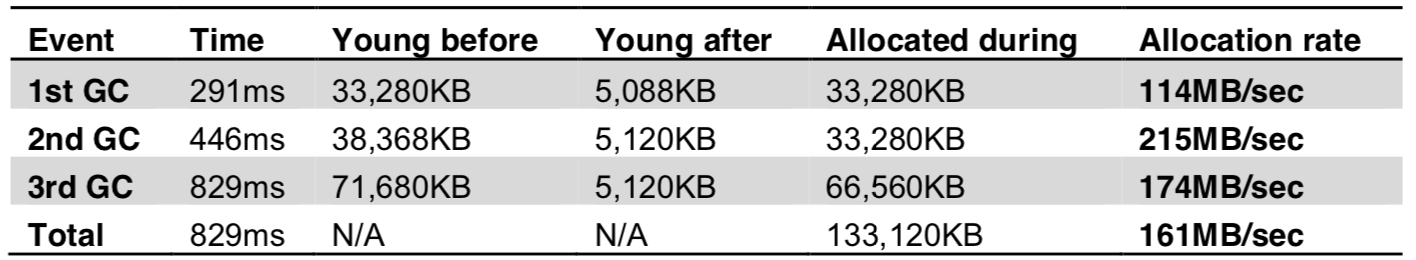 Event Time Young before Young after Allocated during Allocation rate
1st GC 291ms 33,280KB 5,088KB 33,280KB 114MB/sec
2nd GC 446ms 38,368KB 5,120KB 33,280KB 215MB/sec
3rd GC 829ms 71,680KB 5,120KB 66,560KB 174MB/sec
Total 829ms N/A N/A 133,120KB 161MB/sec